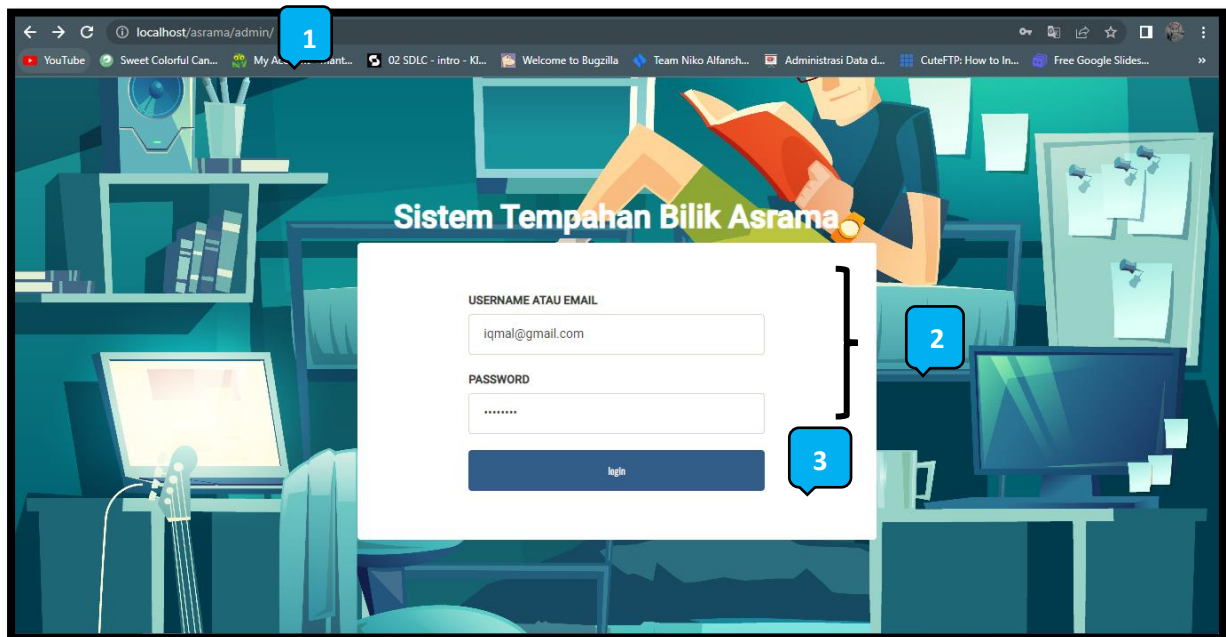 localhost/asrama/admin/
1
YouTube Sweet Colorful Can... My Ac 02 SDLC - intro - Kl... Welcome to Bugzilla Team Niko Alfansh... Administrasi Data d... CuteFTP: How to In... Free Google Slides... »
Sistem Tempahan Bilik Asrama
USERNAME ATAU EMAIL
iqmal@gmail.com
2
PASSWORD
••••••••
3
login